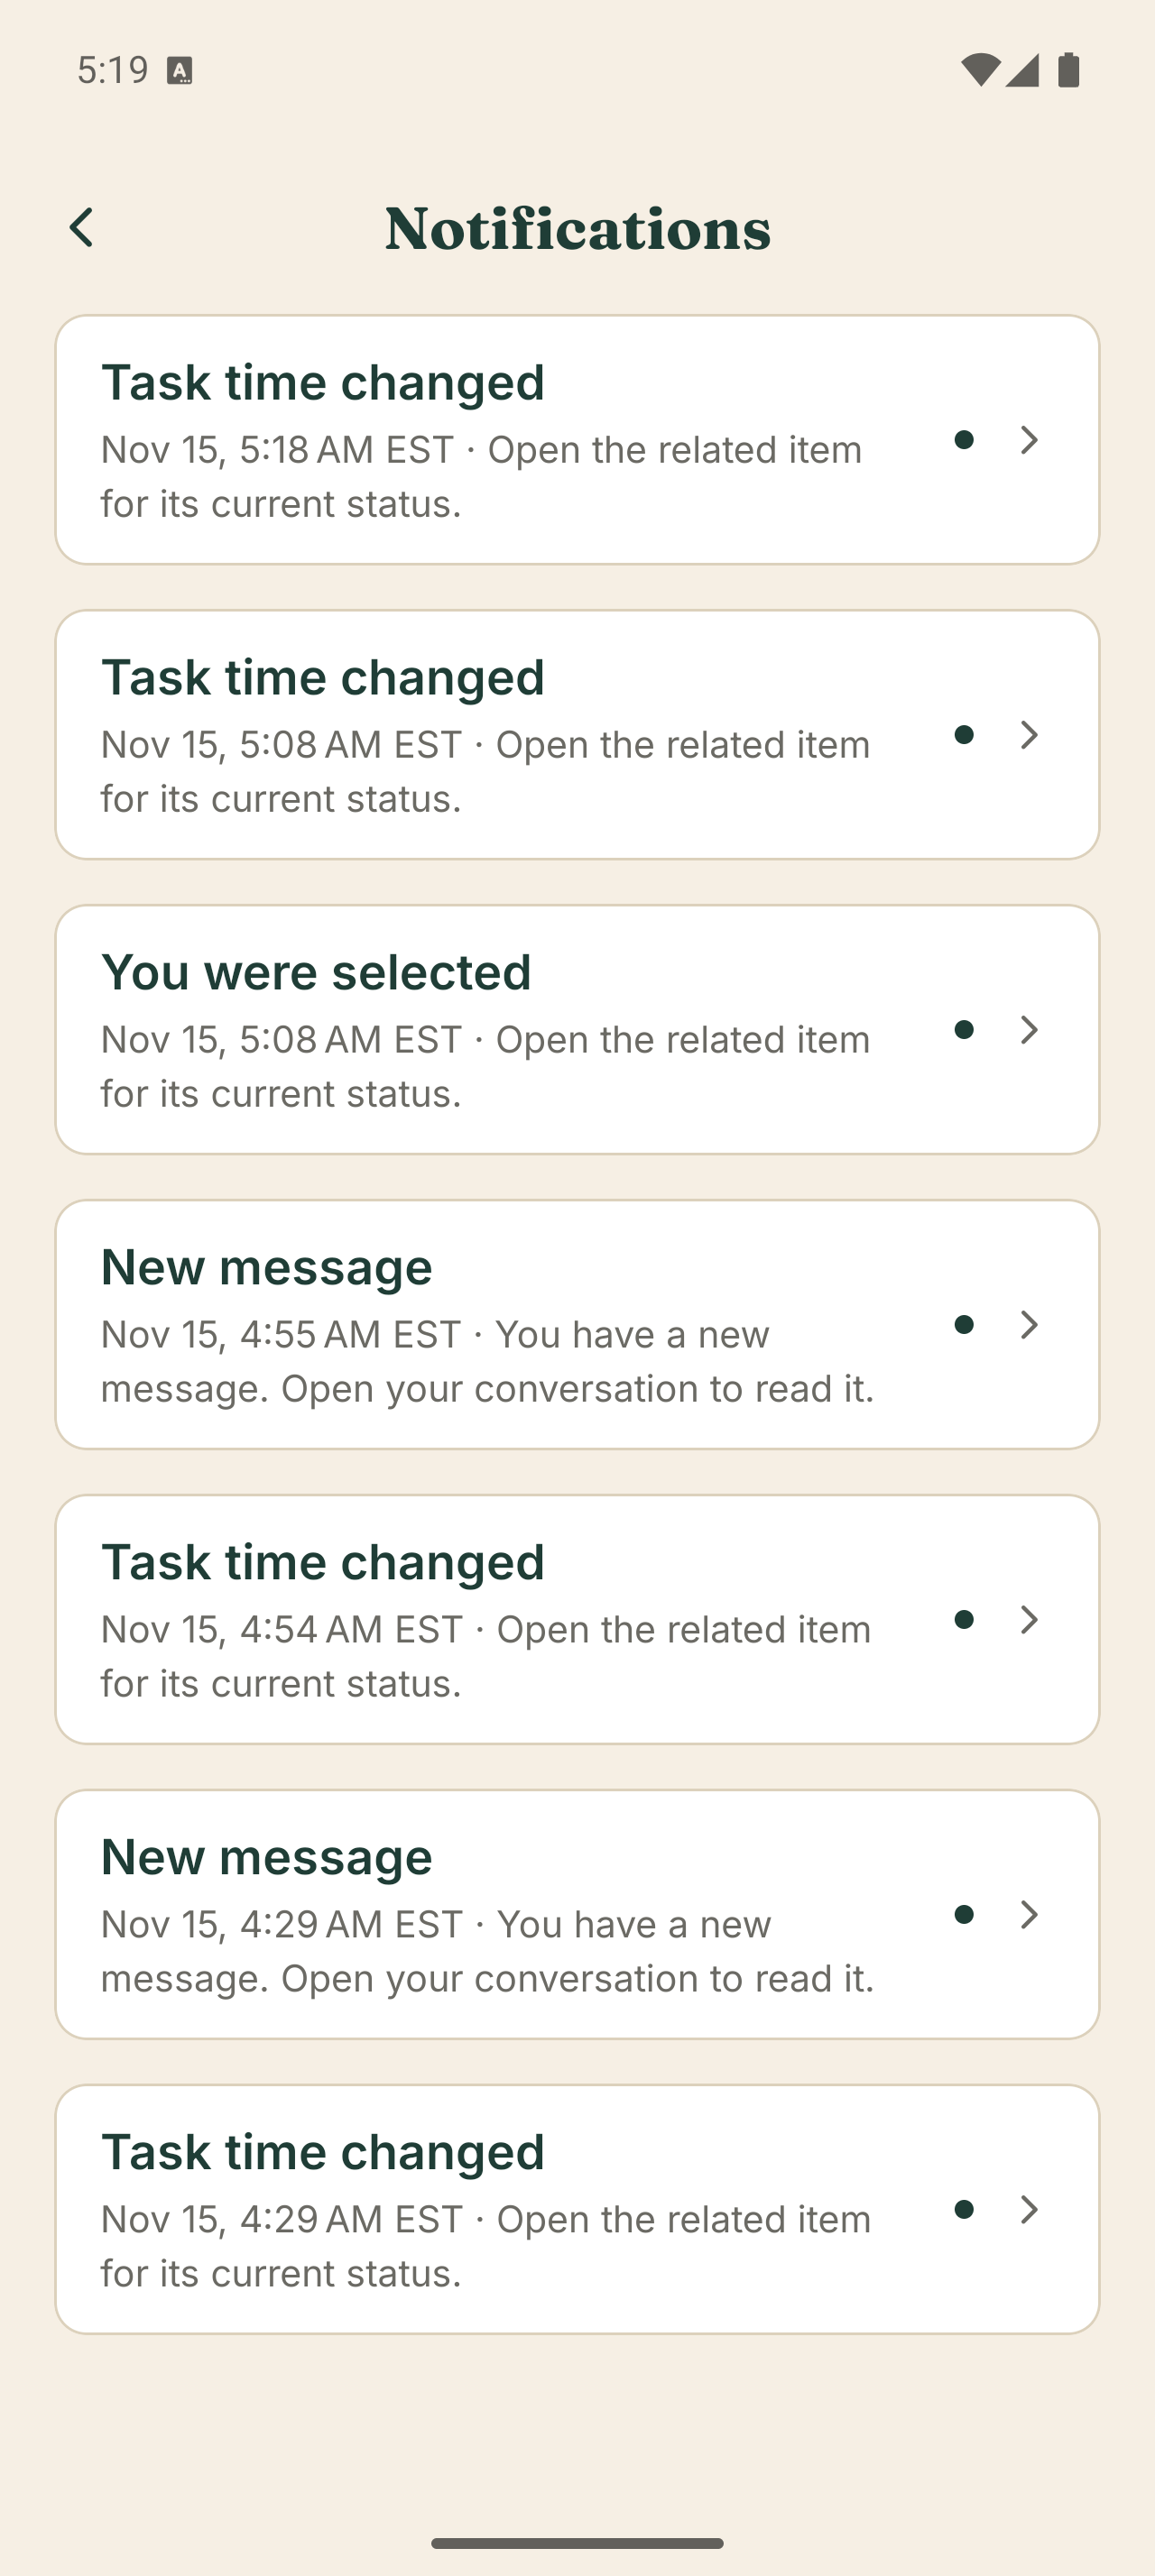 5:19
Notifications
Task time changed
Nov 15, 5:18 AM EST · Open the related item
for its current status.
Task time changed
Nov 15, 5:08 AM EST · Open the related item
for its current status.
You were selected
Nov 15, 5:08 AM EST · Open the related item
for its current status.
New message
Nov 15, 4:55 AM EST · You have a new
message. Open your conversation to read it.
Task time changed
Nov 15, 4:54 AM EST · Open the related item
for its current status.
New message
Nov 15, 4:29 AM EST · You have a new
message. Open your conversation to read it.
Task time changed
Nov 15, 4:29 AM EST · Open the related item
for its current status.